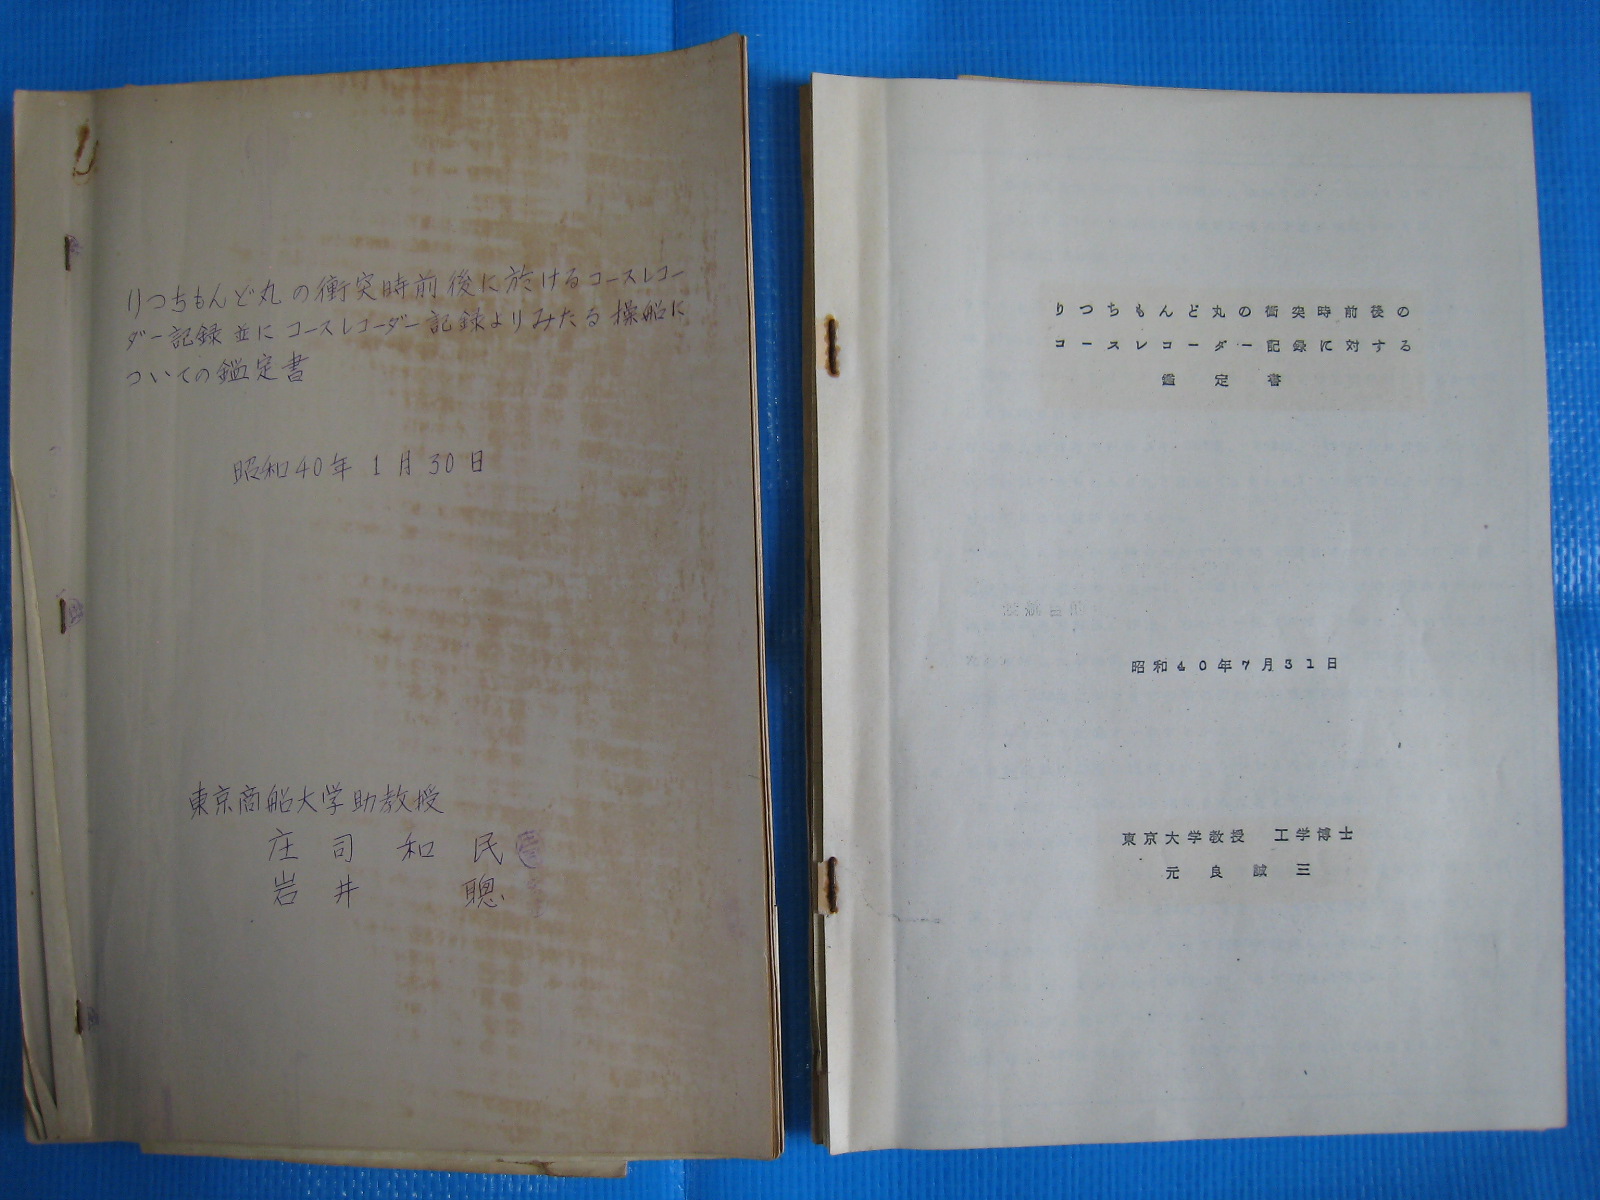 りつちもんど丸の衝突時前後に於けるコースレコー
ダー記録並にコースレコーダー記録よりみたる操船に
ついての鑑定書
昭和40年1月30日
東京商船大学助教授
庄司和民
岩井聰
りつちもんど丸の衝突時前後の
コースレコーダー記録に対する
鑑定書
昭和40年7月31日
東京大学教授 工学博士
元良誠三